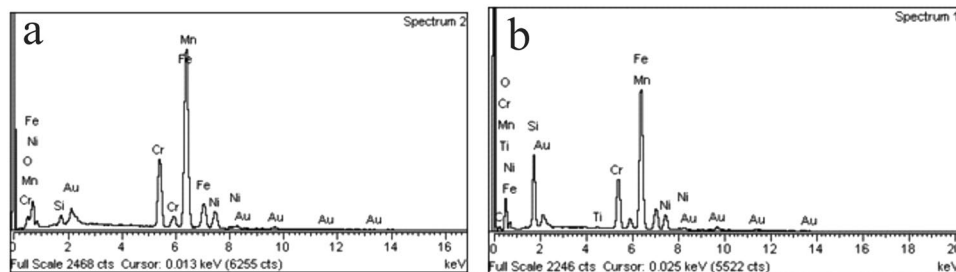 a
Spectrum 2
Mn
Fe
Fe
Ni
O
Mn
Cr
Si
Au
Cr
Fe
Ni
Ni
Au
Au
Au
Au
0 2 4 6 8 10 12 14 16
Full Scale 2468 cts Cursor: 0.013 keV (6255 cts) keV
b
Spectrum 1
Fe
Mn
O
Cr
Mn
Ti
Ni
Fe
Cr
Si
Au
Ti
Cr
Ni
Ni
Au
Au
Au
Au
0 2 4 6 8 10 12 14 16 18 20
Full Scale 2246 cts Cursor: 0.025 keV (5522 cts) keV